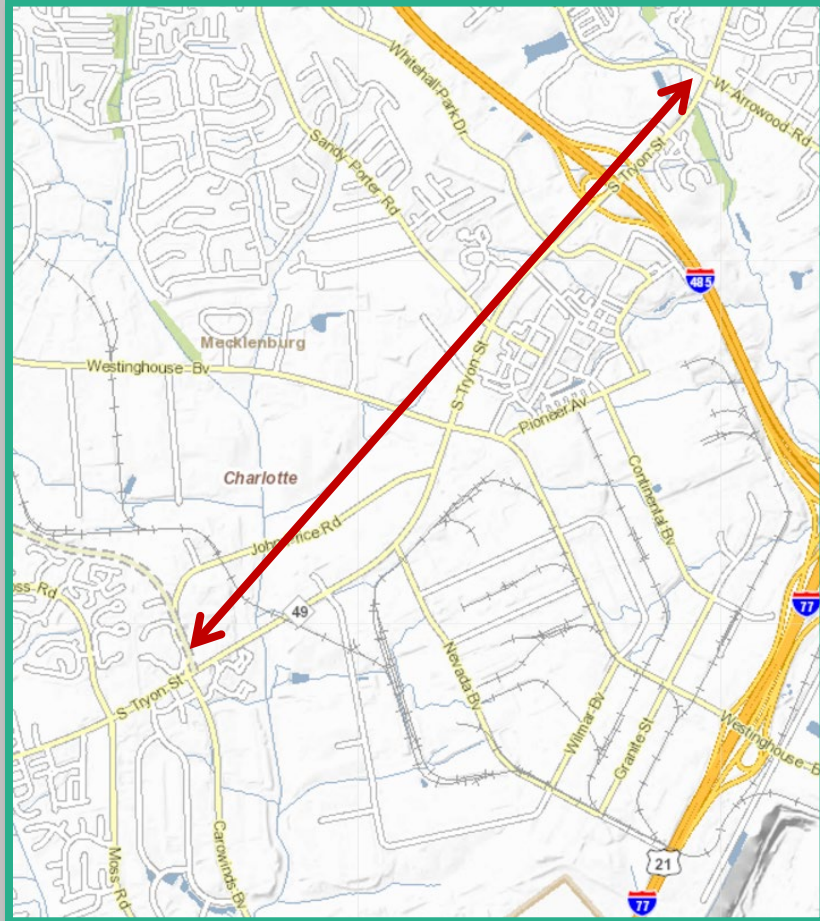 Whitehall Park Dr
W Arrowood Rd
Sandy Porter Rd
S Tryon St
485
Mecklenburg
Westinghouse Bv
S Tryon St
Pioneer Av
Charlotte
Continental Bv
John Price Rd
Rd
49
77
Nevada Bv
S Tryon St
Wilmar Bv
Granite St
Westinghouse B
Moss Rd
Carowinds Bv
21
77